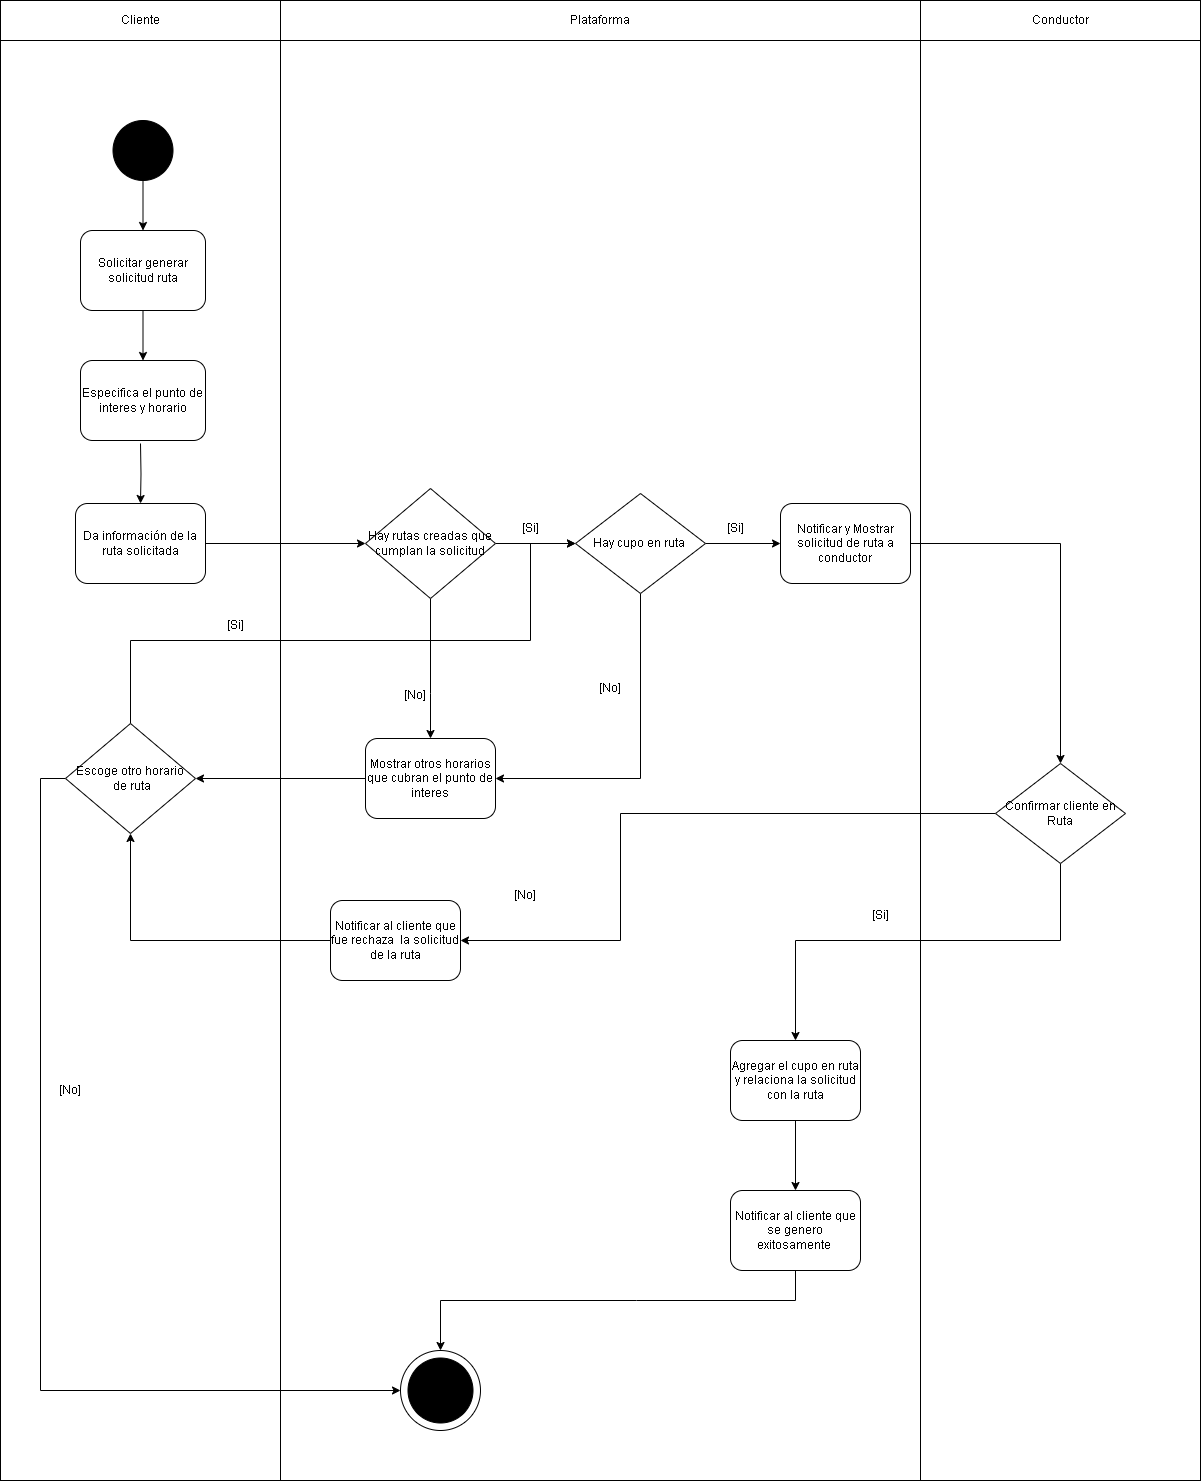 Cliente
Plataforma
Conductor
Solicitar generar
solicitud ruta
Especifica el punto de
interes y horario
Da información de la
ruta solicitada
Hay rutas creadas que
cumplan la solicitud
[Si]
Hay cupo en ruta
[Si]
Notificar y Mostrar
solicitud de ruta a
conductor
[Si]
[No]
[No]
Escoge otro horario
de ruta
Mostrar otros horarios
que cubran el punto de
interes
Confirmar cliente en
Ruta
[No]
[Si]
Notificar al cliente que
fue rechaza la solicitud
de la ruta
[No]
Agregar el cupo en ruta
y relaciona la solicitud
con la ruta
Notificar al cliente que
se genero
exitosamente